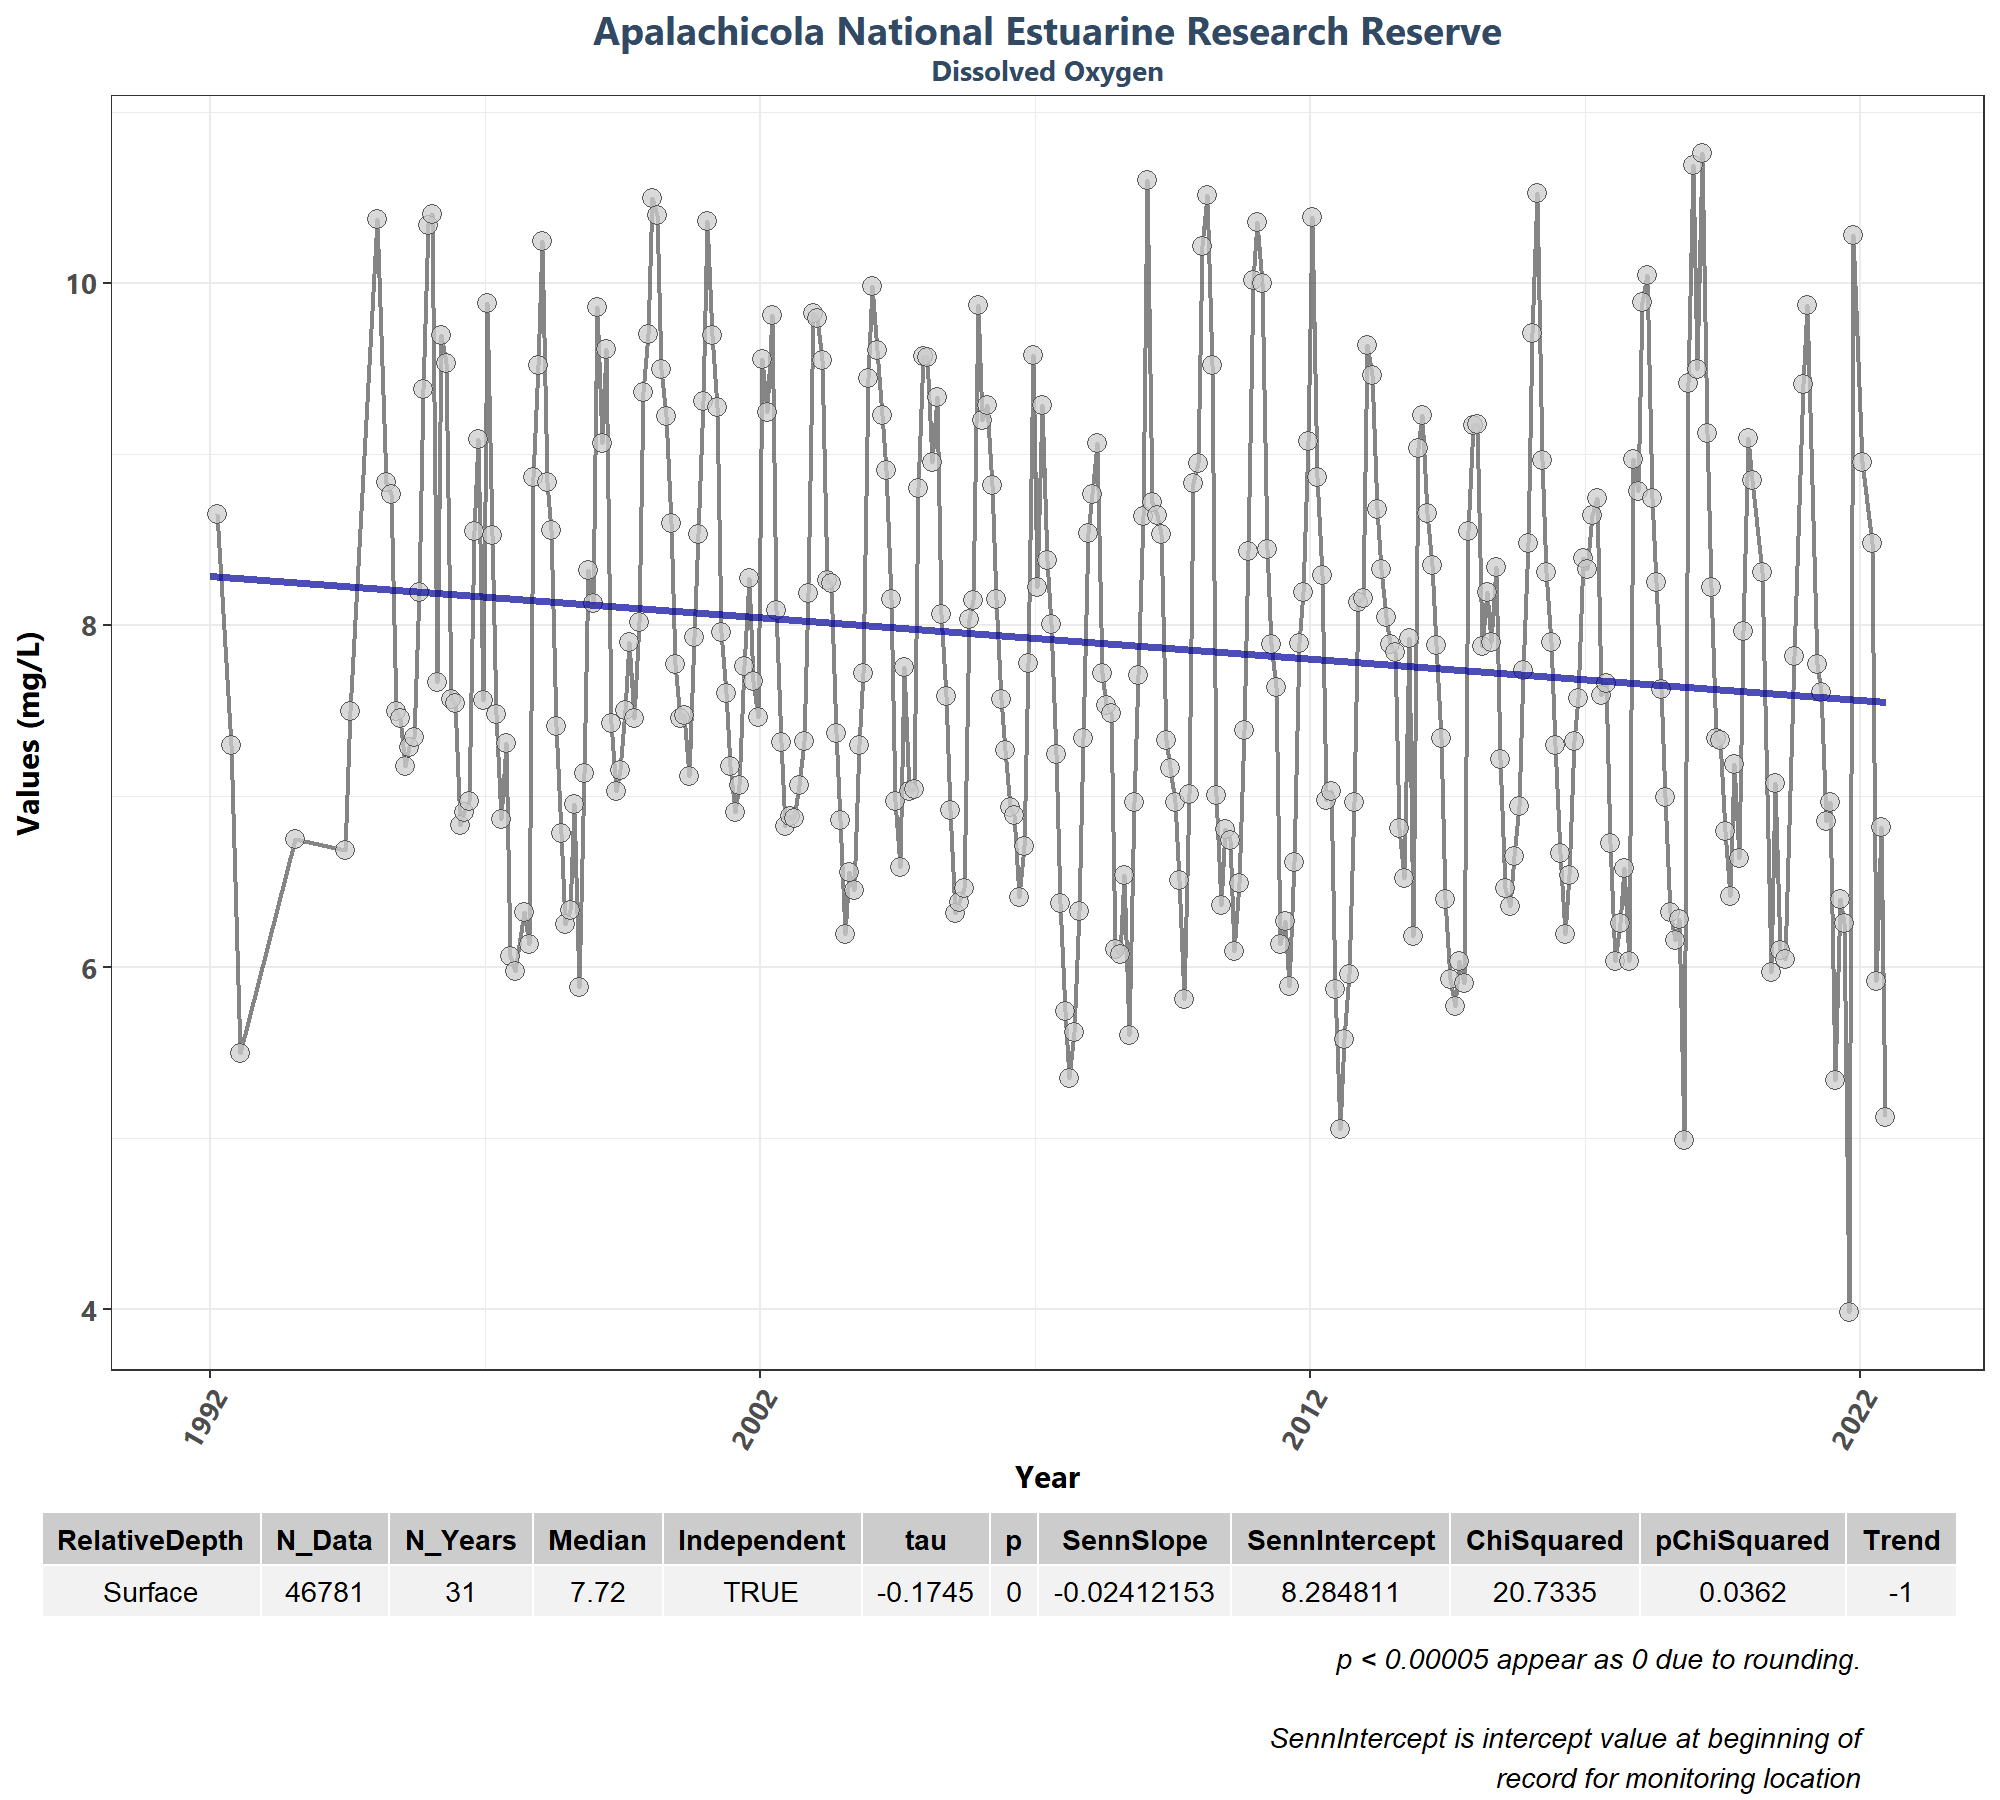 Apalachicola National Estuarine Research Reserve
Dissolved Oxygen
Values (mg/L)
10
8
6
4
1992
2002
2012
2022
Year
RelativeDepth N_Data N_Years Median Independent tau p SennSlope SennIntercept ChiSquared pChiSquared Trend
Surface 46781 31 7.72 TRUE -0.1745 0 -0.02412153 8.284811 20.7335 0.0362 -1
p < 0.00005 appear as 0 due to rounding.
SennIntercept is intercept value at beginning of
record for monitoring location